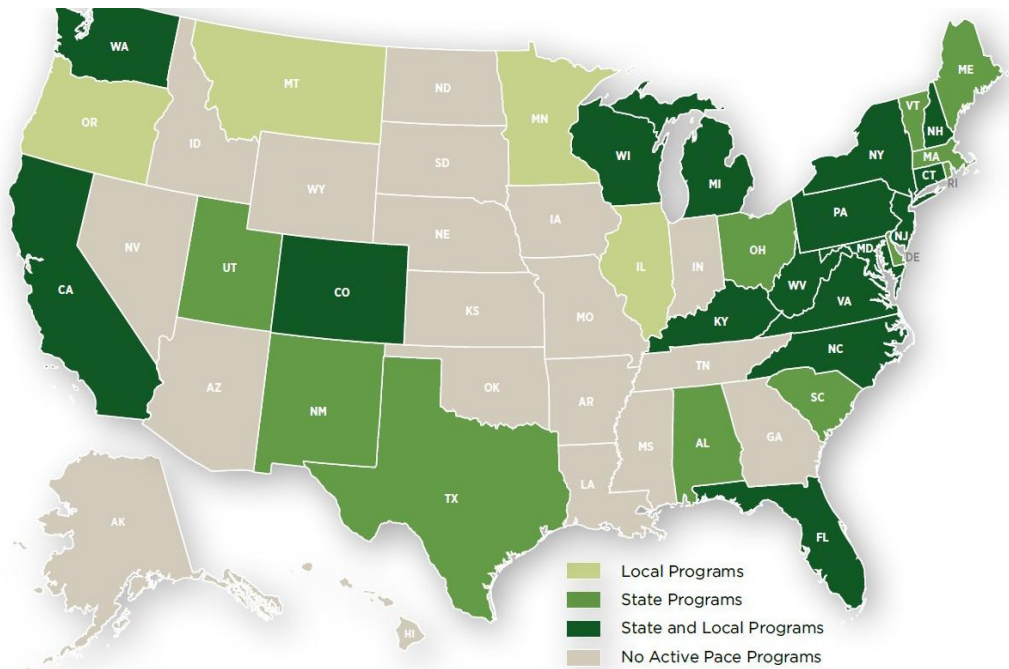 WA
MT
ND
ME
OR
MN
VT
ID
SD
WI
NH
NY
MA
WY
MI
CT
RI
IA
PA
NE
NV
OH
NJ
UT
IL
IN
MD
DE
CA
CO
WV
VA
KS
MO
KY
NC
TN
AZ
OK
NM
AR
SC
MS
AL
GA
LA
TX
AK
FL
HI
Local Programs
State Programs
State and Local Programs
No Active Pace Programs